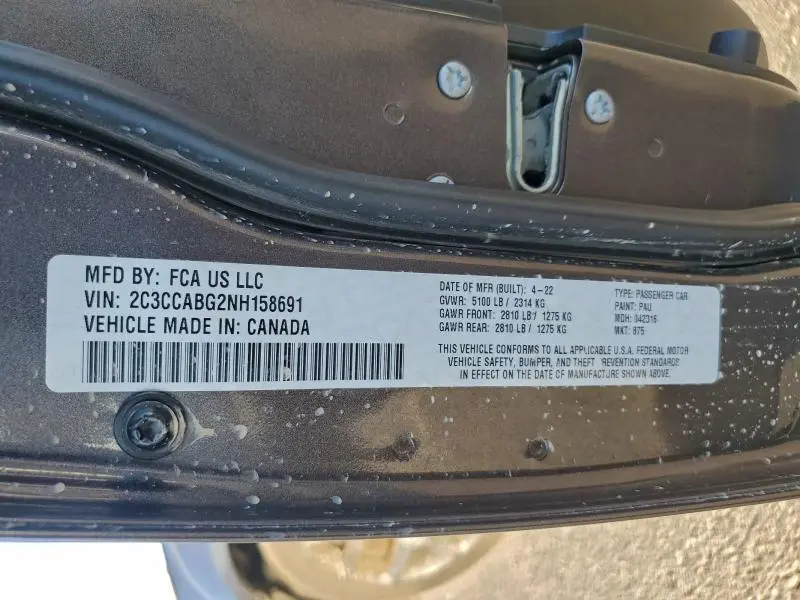 MFD BY: FCA US LLC
VIN: 2C3CCABG2NH158691
VEHICLE MADE IN: CANADA
DATE OF MFR (BUILT): 4-22
GVWR: 5100 LB / 2314 KG
GAWR FRONT: 2810 LB / 1275 KG
GAWR REAR: 2810 LB / 1275 KG
TYPE: PASSENGER CAR
PAINT: PAU
MDH: 042316
MKT: 875
THIS VEHICLE CONFORMS TO ALL APPLICABLE U.S.A. FEDERAL MOTOR
VEHICLE SAFETY, BUMPER, AND THEFT PREVENTION STANDARDS
IN EFFECT ON THE DATE OF MANUFACTURE SHOWN ABOVE.